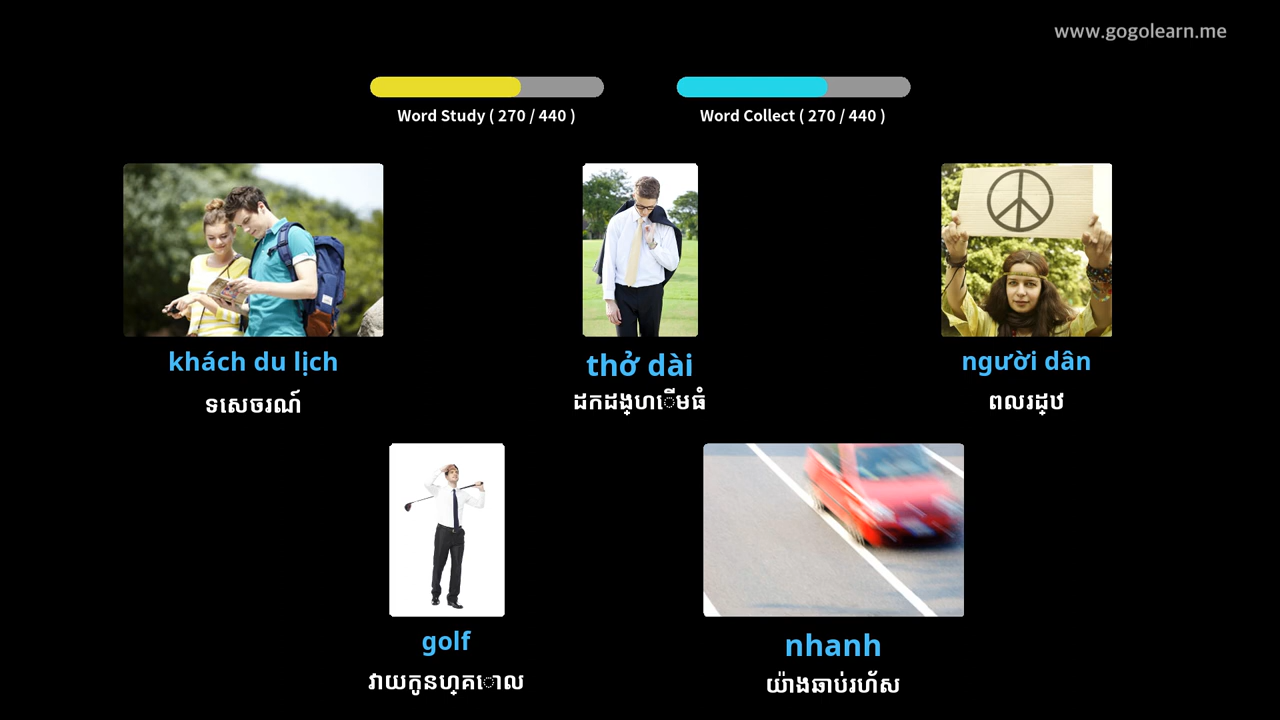 www.gogolearn.me
Word Study ( 270 / 440 )
Word Collect ( 270 / 440 )
khách du lịch
ទេសចរណ៍
thở dài
ដកដង្ហើមធំ
người dân
ពលរដ្ឋ
golf
វាយកូនហ្គោល
nhanh
យ៉ាងឆាប់រហ័ស